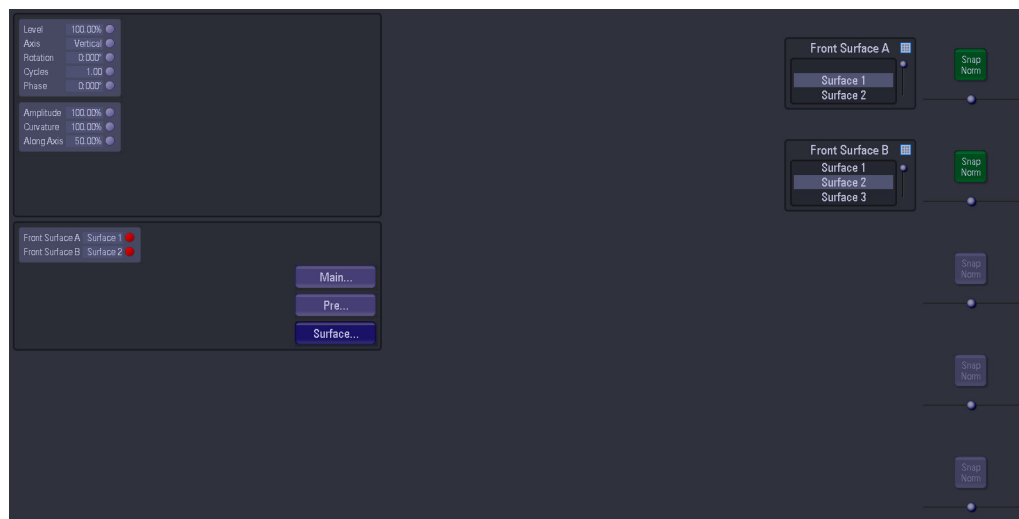 Level 100.00%
Axis Vertical
Rotation 0.000°
Cycles 1.00
Phase 0.000°
Amplitude 100.00%
Curvature 100.00%
Along Axis 50.00%
Front Surface A Surface 1
Front Surface B Surface 2
Main...
Pre...
Surface...
Front Surface A
Surface 1
Surface 2
Snap
Norm
Front Surface B
Surface 1
Surface 2
Surface 3
Snap
Norm
Snap
Norm
Snap
Norm
Snap
Norm